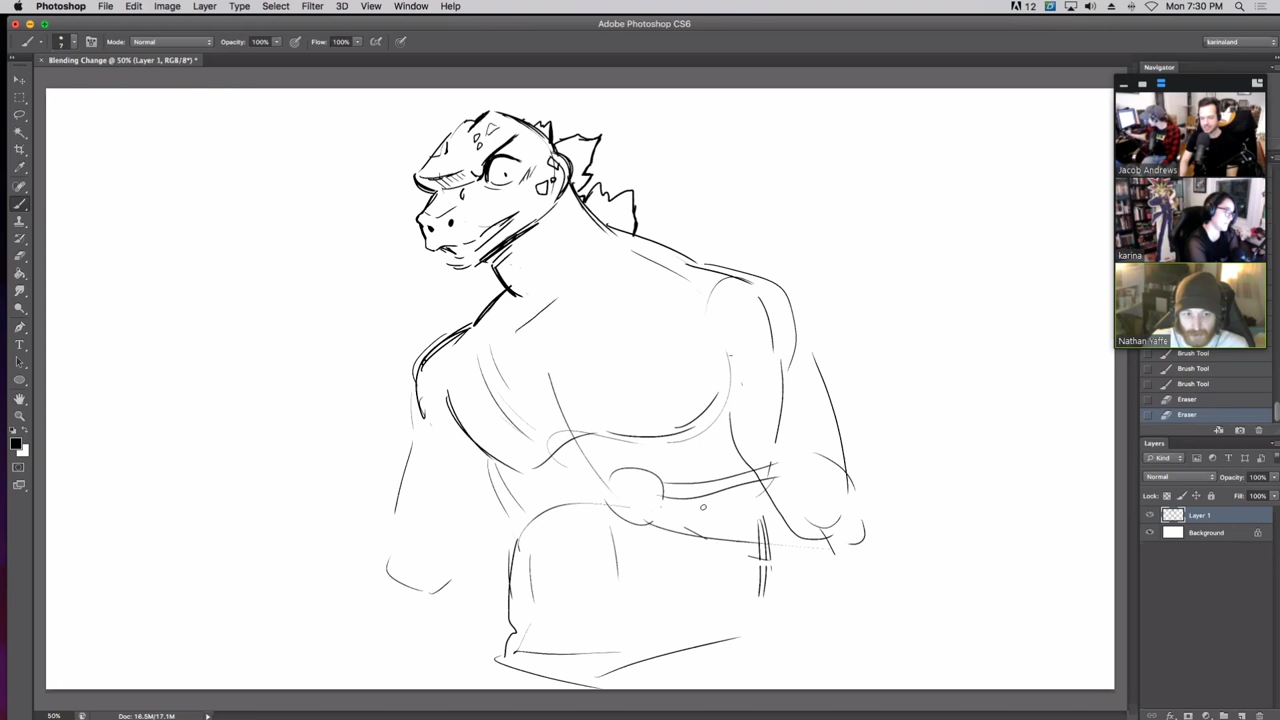 Photoshop File Edit Image Layer Type Select Filter 3D View Window Help 12 Mon 7:30 PM
Adobe Photoshop CS6
7 Mode: Normal Opacity: 100% Flow: 100% karinsland
Blending Change @ 50% (Layer 1, RGB/8*) *
Navigator
Jacob Andrews
karina
Nathan Yaffe
Brush Tool
Brush Tool
Brush Tool
Eraser
Eraser
Layers
Kind
Normal Opacity: 100%
Lock: Fill: 100%
Layer 1
Background
50% Doc: 16.5M/17.1M